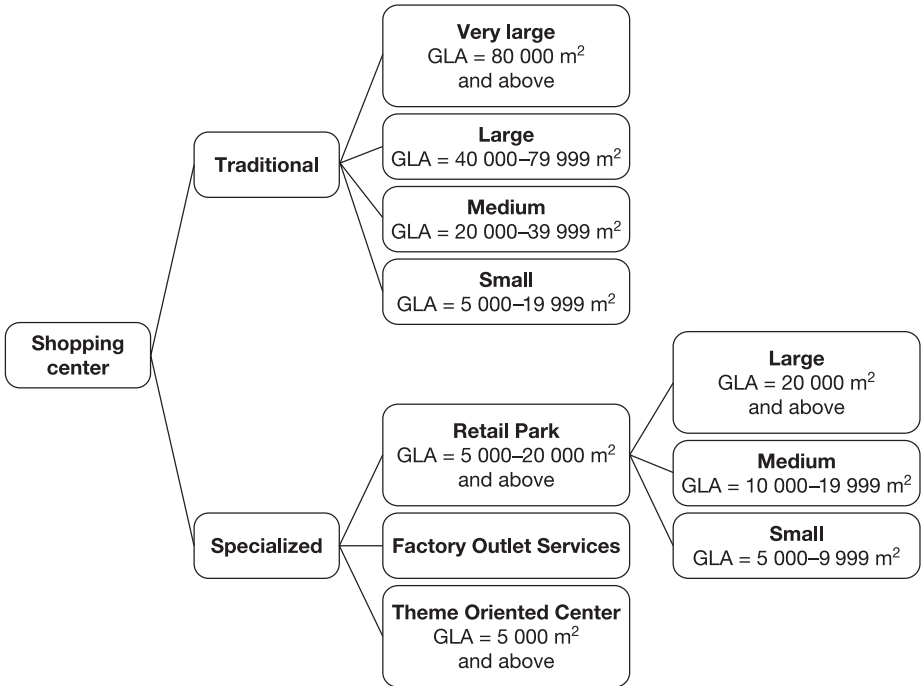 Shopping
center
Traditional
Very large
GLA = 80 000 m²
and above
Large
GLA = 40 000–79 999 m²
Medium
GLA = 20 000–39 999 m²
Small
GLA = 5 000–19 999 m²
Specialized
Retail Park
GLA = 5 000–20 000 m²
and above
Large
GLA = 20 000 m²
and above
Medium
GLA = 10 000–19 999 m²
Small
GLA = 5 000–9 999 m²
Factory Outlet Services
Theme Oriented Center
GLA = 5 000 m²
and above